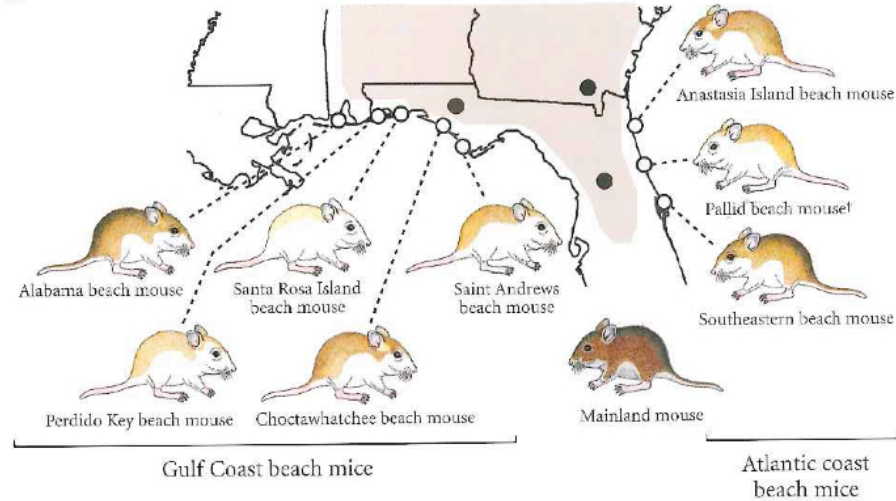 Anastasia Island beach mouse
Pallid beach mouse†
Southeastern beach mouse
Alabama beach mouse
Santa Rosa Island
beach mouse
Saint Andrews
beach mouse
Perdido Key beach mouse
Choctawhatchee beach mouse
Mainland mouse
Gulf Coast beach mice
Atlantic coast
beach mice